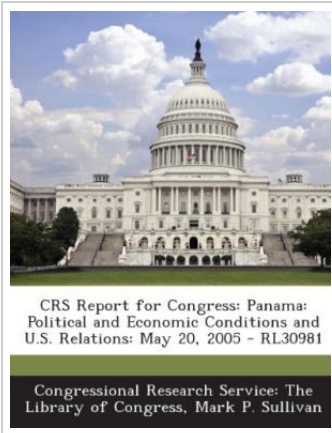 CRS Report for Congress: Panama:
Political and Economic Conditions and
U.S. Relations: May 20, 2005 - RL30981
Congressional Research Service: The
Library of Congress, Mark P. Sullivan